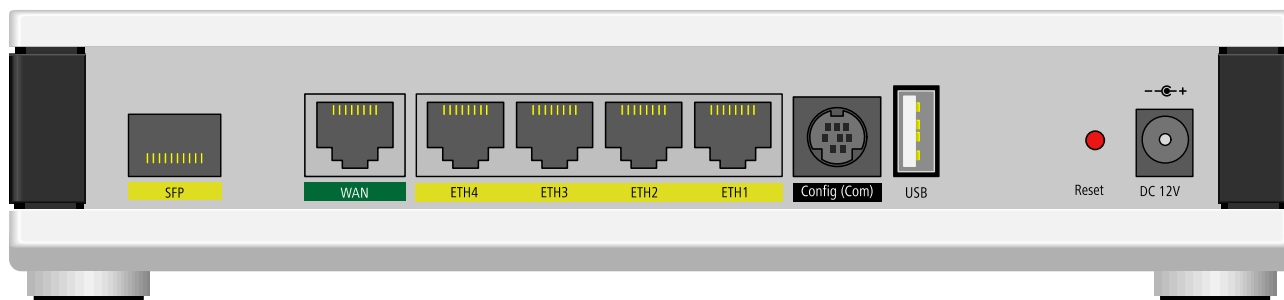 SFP
WAN
ETH4
ETH3
ETH2
ETH1
Config (Com)
USB
Reset
- +
DC 12V